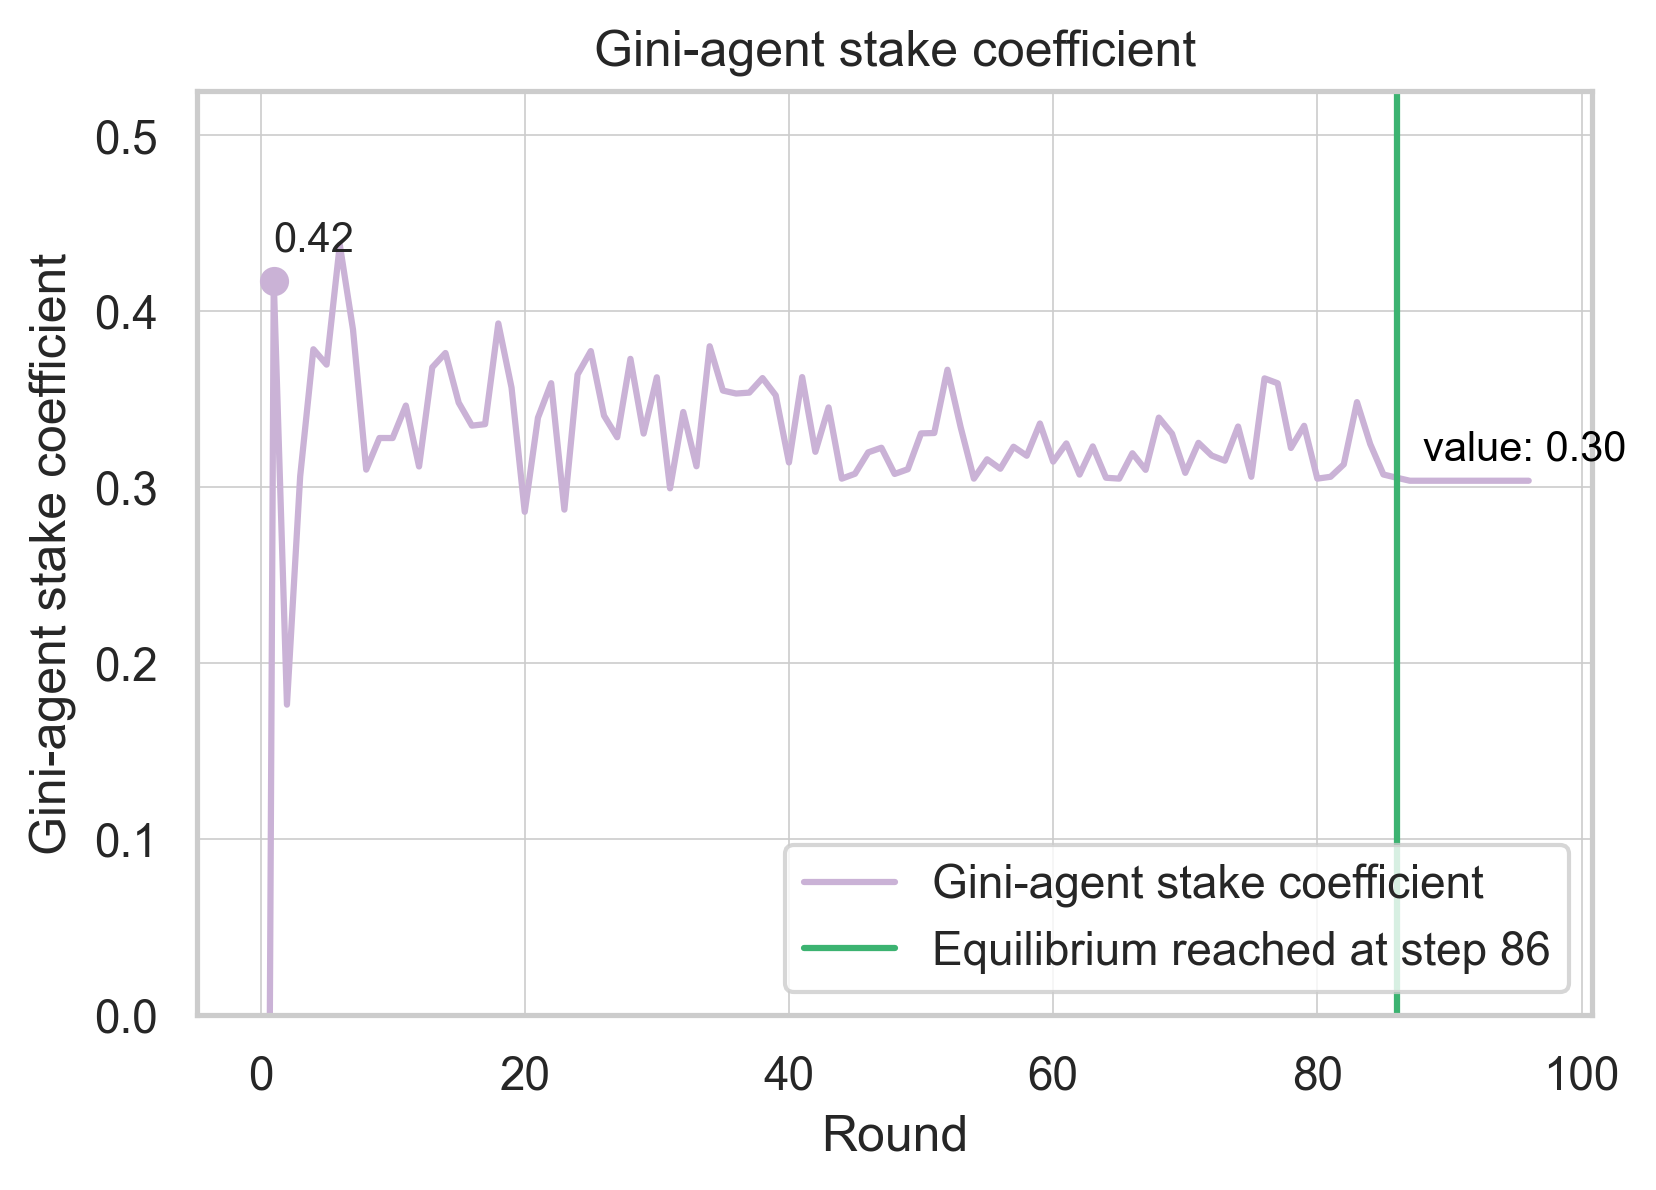 Gini-agent stake coefficient
Gini-agent stake coefficient
0.5
0.4
0.3
0.2
0.1
0.0
0.42
value: 0.30
Gini-agent stake coefficient
Equilibrium reached at step 86
0
20
40
60
80
100
Round